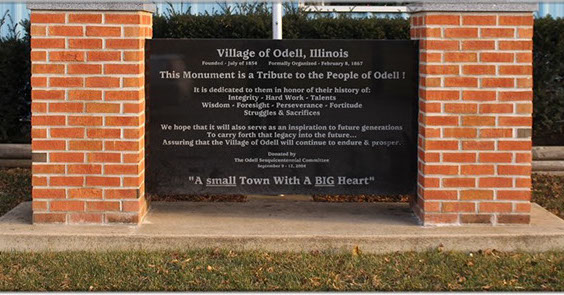 Village of Odell, Illinois
Founded - July of 1854 Formally Organized - February 8, 1867
This Monument is a Tribute to the People of Odell !
It is dedicated to them in honor of their history of:
Integrity - Hard Work - Talents
Wisdom - Foresight - Perseverance - Fortitude
Struggles & Sacrifices
We hope that it will also serve as an inspiration to future generations
To carry forth that legacy into the future...
Assuring that the Village of Odell will continue to endure & prosper.
Donated by
The Odell Sesquicentennial Committee
September
"A small Town With A BIG Heart"